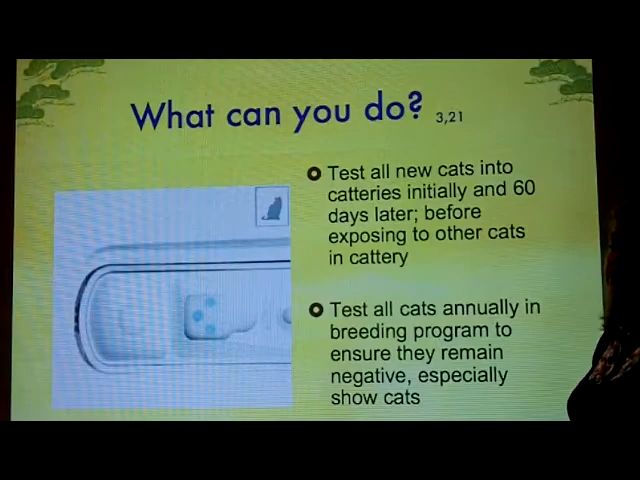 What can you do? 3,21
Test all new cats into
catteries initially and 60
days later; before
exposing to other cats
in cattery
Test all cats annually in
breeding program to
ensure they remain
negative, especially
show cats